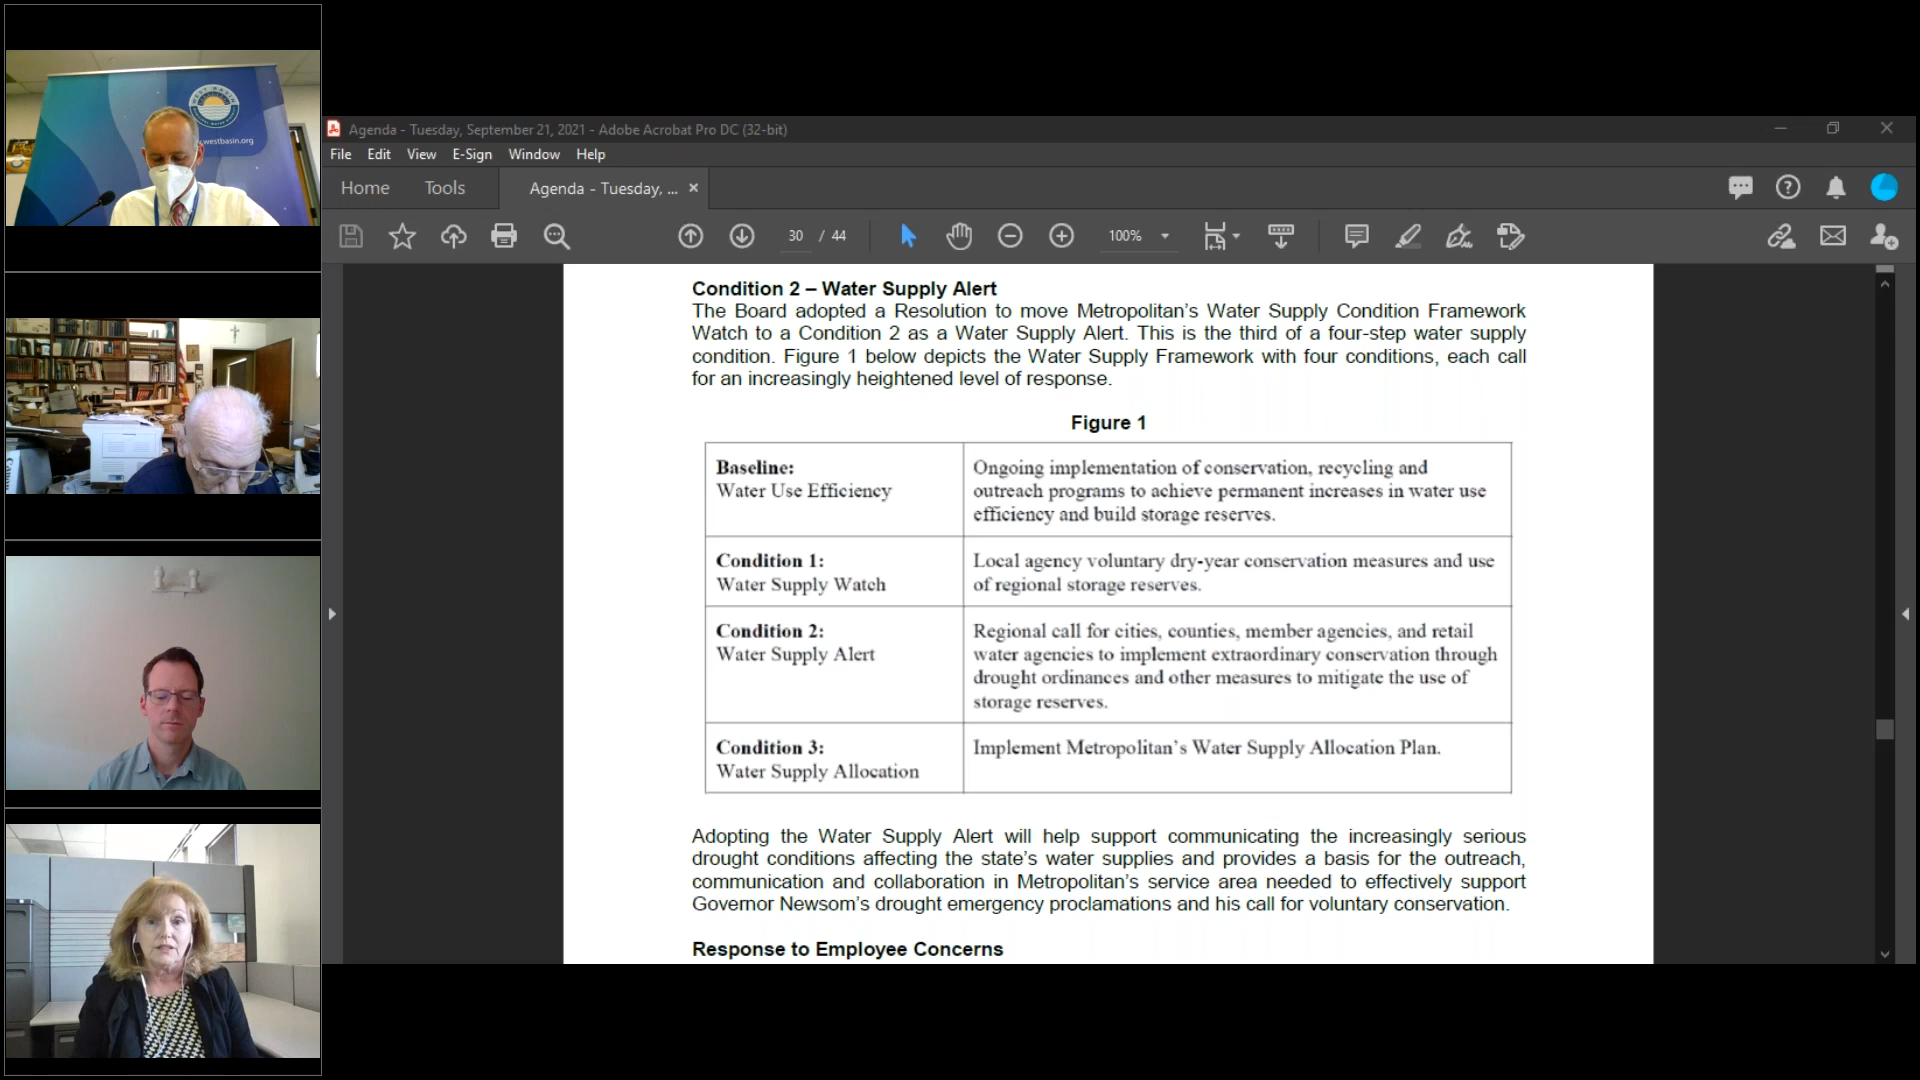 WEST BASIN
westbasin.org
Agenda - Tuesday, September 21, 2021 - Adobe Acrobat Pro DC (32-bit)
File Edit View E-Sign Window Help
Home Tools Agenda - Tuesday, ... ×
30 / 44 100%
Condition 2 – Water Supply Alert
The Board adopted a Resolution to move Metropolitan’s Water Supply Condition Framework
Watch to a Condition 2 as a Water Supply Alert. This is the third of a four-step water supply
condition. Figure 1 below depicts the Water Supply Framework with four conditions, each call
for an increasingly heightened level of response.
Figure 1
Baseline:
Water Use Efficiency
Ongoing implementation of conservation, recycling and
outreach programs to achieve permanent increases in water use
efficiency and build storage reserves.
Condition 1:
Water Supply Watch
Local agency voluntary dry-year conservation measures and use
of regional storage reserves.
Condition 2:
Water Supply Alert
Regional call for cities, counties, member agencies, and retail
water agencies to implement extraordinary conservation through
drought ordinances and other measures to mitigate the use of
storage reserves.
Condition 3:
Water Supply Allocation
Implement Metropolitan’s Water Supply Allocation Plan.
Adopting the Water Supply Alert will help support communicating the increasingly serious
drought conditions affecting the state’s water supplies and provides a basis for the outreach,
communication and collaboration in Metropolitan’s service area needed to effectively support
Governor Newsom’s drought emergency proclamations and his call for voluntary conservation.
Response to Employee Concerns